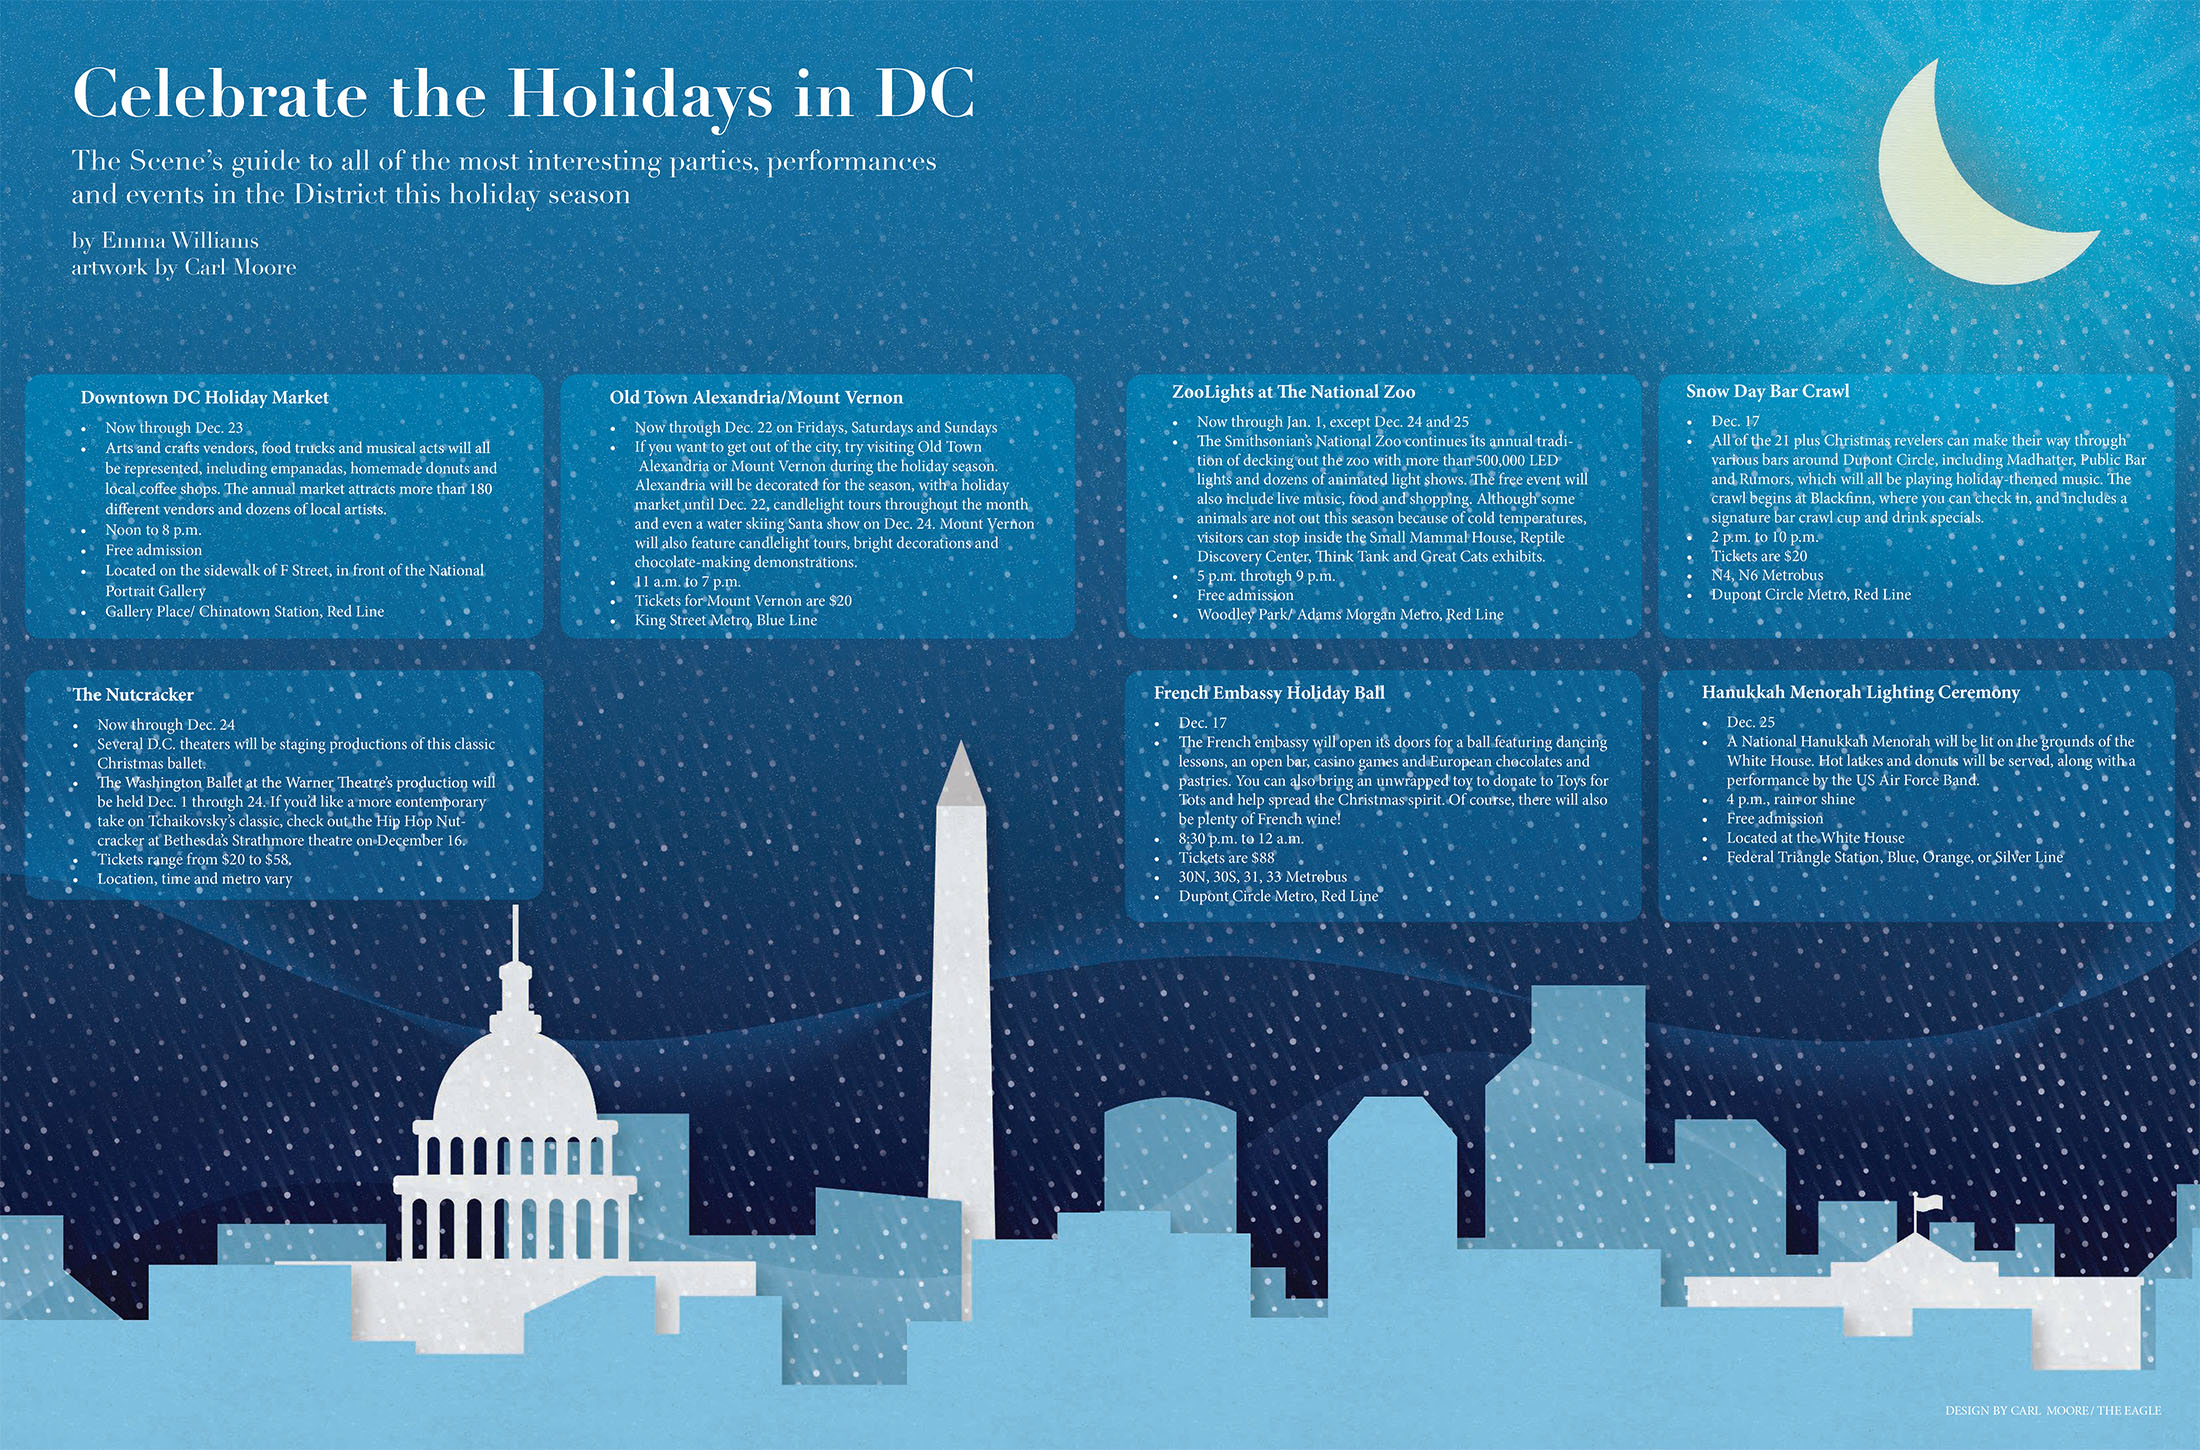 Celebrate the Holidays in DC
The Scene's guide to all of the most interesting parties, performances
and events in the District this holiday season
by Emma Williams
artwork by Carl Moore
Downtown DC Holiday Market
• Now through Dec. 23
• Arts and crafts vendors, food trucks and musical acts will all
be represented, including empanadas, homemade donuts and
local coffee shops. The annual market attracts more than 180
different vendors and dozens of local artists.
• Noon to 8 p.m.
• Free admission
• Located on the sidewalk of F Street, in front of the National
Portrait Gallery
• Gallery Place/ Chinatown Station, Red Line
Old Town Alexandria/Mount Vernon
• Now through Dec. 22 on Fridays, Saturdays and Sundays
• If you want to get out of the city, try visiting Old Town
Alexandria or Mount Vernon during the holiday season.
Alexandria will be decorated for the season, with a holiday
market until Dec. 22, candlelight tours throughout the month
and even a water skiing Santa show on Dec. 24. Mount Vernon
will also feature candlelight tours, bright decorations and
chocolate-making demonstrations.
• 11 a.m. to 7 p.m.
• Tickets for Mount Vernon are $20
• King Street Metro, Blue Line
ZooLights at The National Zoo
• Now through Jan. 1, except Dec. 24 and 25
• The Smithsonian's National Zoo continues its annual tradi-
tion of decking out the zoo with more than 500,000 LED
lights and dozens of animated light shows. The free event will
also include live music, food and shopping. Although some
animals are not out this season because of cold temperatures,
visitors can stop inside the Small Mammal House, Reptile
Discovery Center, Think Tank and Great Cats exhibits.
• 5 p.m. through 9 p.m.
• Free admission
• Woodley Park/ Adams Morgan Metro, Red Line
Snow Day Bar Crawl
• Dec. 17
• All of the 21 plus Christmas revelers can make their way through
various bars around Dupont Circle, including Madhatter, Public Bar
and Rumors, which will all be playing holiday-themed music. The
crawl begins at Blackfinn, where you can check in, and includes a
signature bar crawl cup and drink specials.
• 2 p.m. to 10 p.m.
• Tickets are $20
• N4, N6 Metrobus
• Dupont Circle Metro, Red Line
The Nutcracker
• Now through Dec. 24
• Several D.C. theaters will be staging productions of this classic
Christmas ballet.
• The Washington Ballet at the Warner Theatre's production will
be held Dec. 1 through 24. If you'd like a more contemporary
take on Tchaikovsky's classic, check out the Hip Hop Nut-
cracker at Bethesda's Strathmore theatre on December 16.
• Tickets range from $20 to $58.
• Location, time and metro vary
French Embassy Holiday Ball
• Dec. 17
• The French embassy will open its doors for a ball featuring dancing
lessons, an open bar, casino games and European chocolates and
pastries. You can also bring an unwrapped toy to donate to Toys for
Tots and help spread the Christmas spirit. Of course, there will also
be plenty of French wine!
• 8:30 p.m. to 12 a.m.
• Tickets are $88
• 30N, 30S, 31, 33 Metrobus
• Dupont Circle Metro, Red Line
Hanukkah Menorah Lighting Ceremony
• Dec. 25
• A National Hanukkah Menorah will be lit on the grounds of the
White House. Hot latkes and donuts will be served, along with a
performance by the US Air Force Band.
• 4 p.m., rain or shine
• Free admission
• Located at the White House
• Federal Triangle Station, Blue, Orange, or Silver Line
DESIGN BY CARL MOORE / THE EAGLE